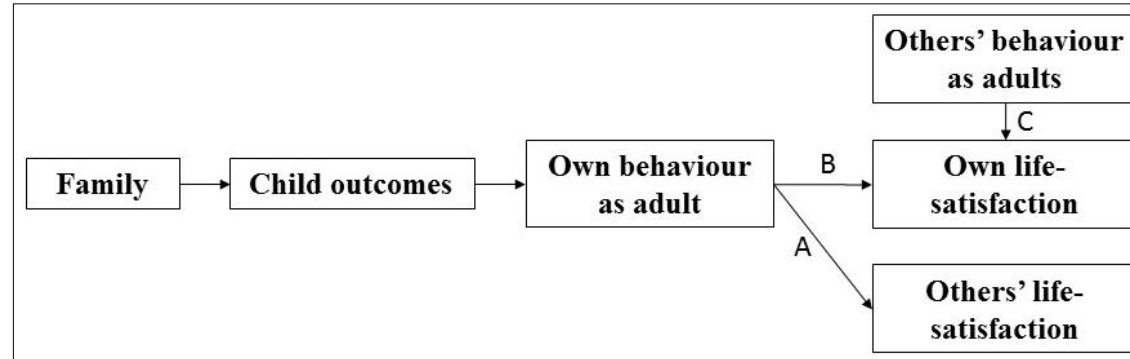 Others’ behaviour
as adults
C
Family
Child outcomes
Own behaviour
as adult
B
Own life-
satisfaction
A
Others’ life-
satisfaction